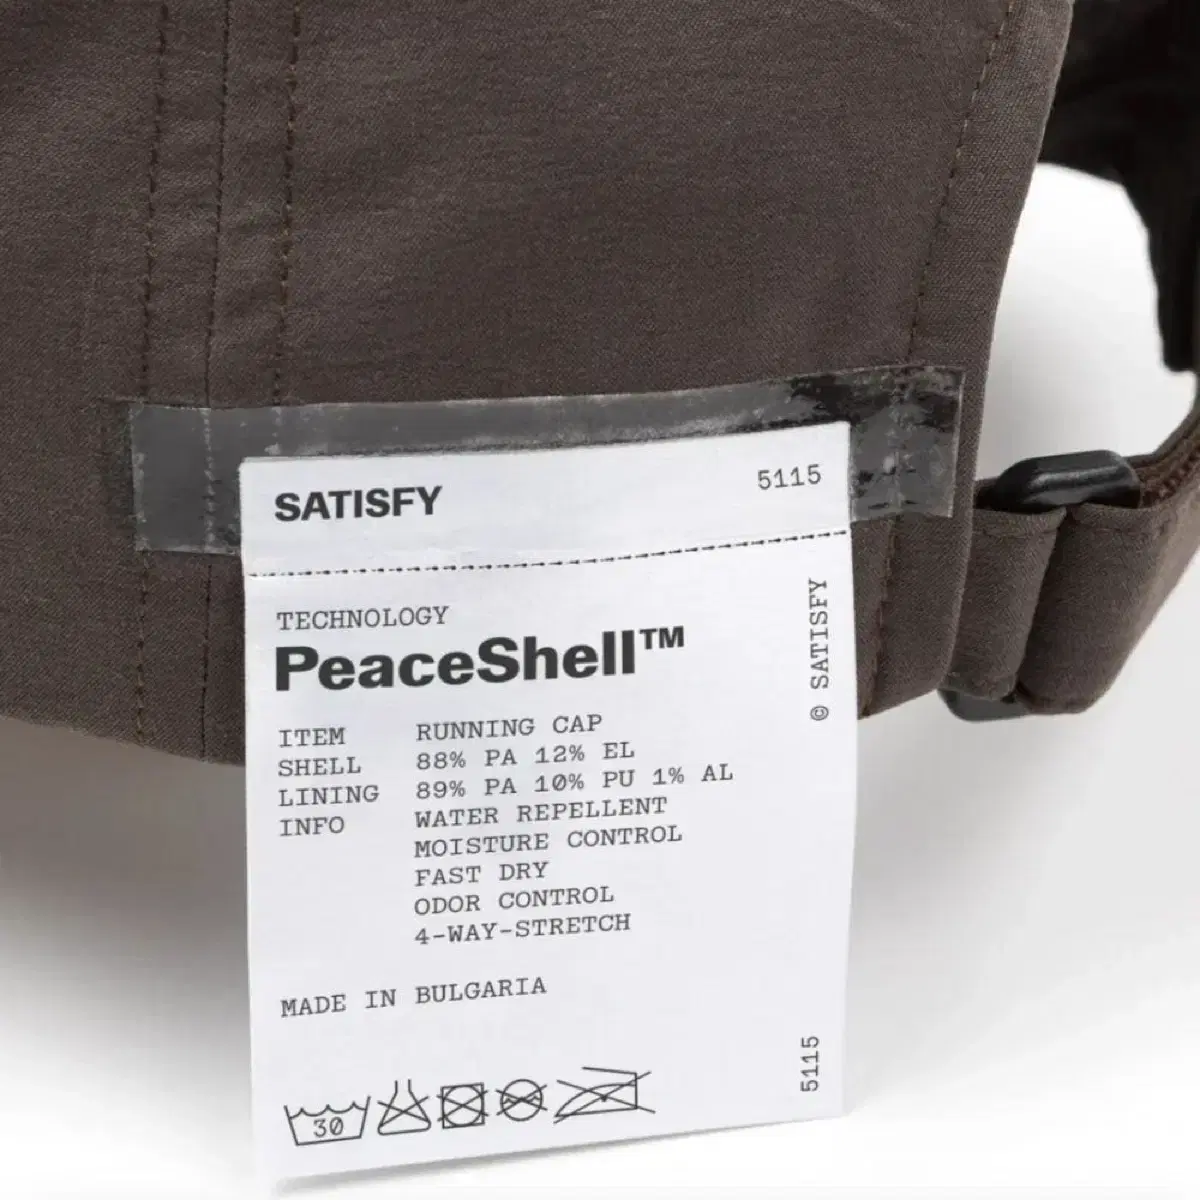 SATISFY 5115
TECHNOLOGY
PeaceShell™
ITEM RUNNING CAP
SHELL 88% PA 12% EL
LINING 89% PA 10% PU 1% AL
INFO WATER REPELLENT
MOISTURE CONTROL
FAST DRY
ODOR CONTROL
4-WAY-STRETCH
MADE IN BULGARIA
30
© SATISFY
5115